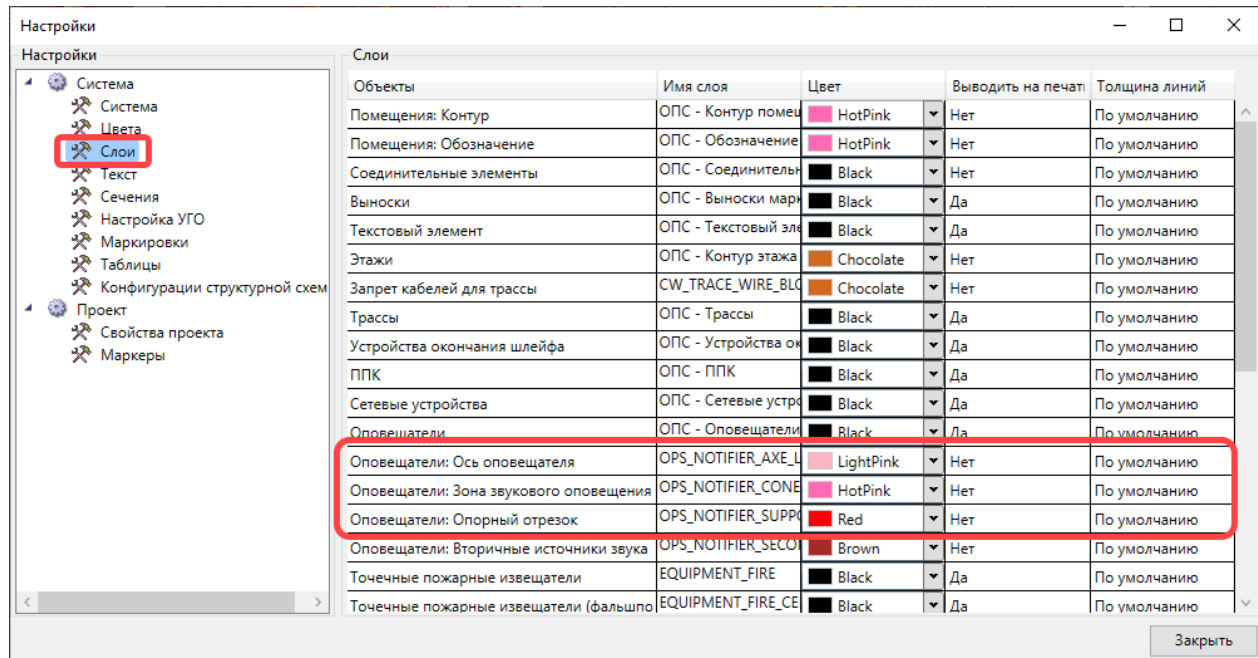 Настройки
Настройки
Система
Система
Цвета
Слои
Текст
Сечения
Настройка УГО
Маркировки
Таблицы
Конфигурации структурной схем
Проект
Свойства проекта
Маркеры
Слои
Объекты Имя слоя Цвет Выводить на печать Толщина линий
Помещения: Контур ОПС - Контур помещ HotPink Нет По умолчанию
Помещения: Обозначение ОПС - Обозначение HotPink Нет По умолчанию
Соединительные элементы ОПС - Соединительн Black Нет По умолчанию
Выноски ОПС - Выноски марк Black Да По умолчанию
Текстовый элемент ОПС - Текстовый эле Black Да По умолчанию
Этажи ОПС - Контур этажа Chocolate Нет По умолчанию
Запрет кабелей для трассы CW_TRACE_WIRE_BLO Chocolate Нет По умолчанию
Трассы ОПС - Трассы Black Да По умолчанию
Устройства окончания шлейфа ОПС - Устройства ок Black Да По умолчанию
ППК ОПС - ППК Black Да По умолчанию
Сетевые устройства ОПС - Сетевые устро Black Да По умолчанию
Оповещатели ОПС - Оповещатели Black Да По умолчанию
Оповещатели: Ось оповещателя OPS_NOTIFIER_AXE_L LightPink Нет По умолчанию
Оповещатели: Зона звукового оповещения OPS_NOTIFIER_CONE HotPink Нет По умолчанию
Оповещатели: Опорный отрезок OPS_NOTIFIER_SUPPO Red Нет По умолчанию
Оповещатели: Вторичные источники звука OPS_NOTIFIER_SECO Brown Нет По умолчанию
Точечные пожарные извещатели EQUIPMENT_FIRE Black Да По умолчанию
Точечные пожарные извещатели (фальшпо EQUIPMENT_FIRE_CE Black Да По умолчанию
Закрыть